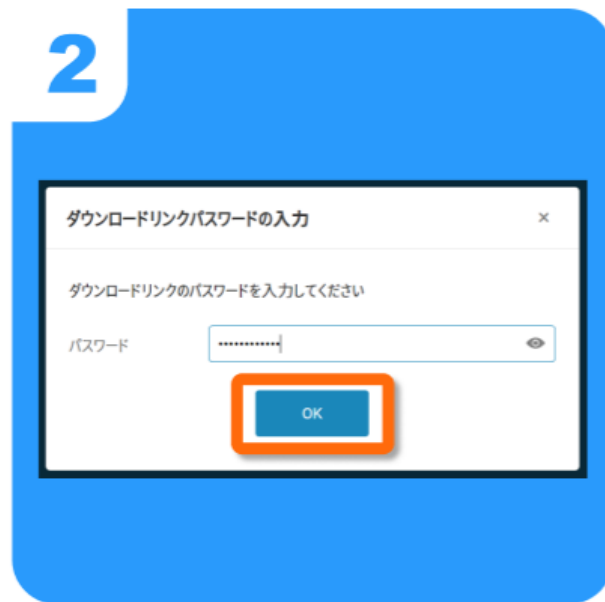 2
ダウンロードリンクパスワードの入力 ×
ダウンロードリンクのパスワードを入力してください
パスワード ••••••••••••
OK